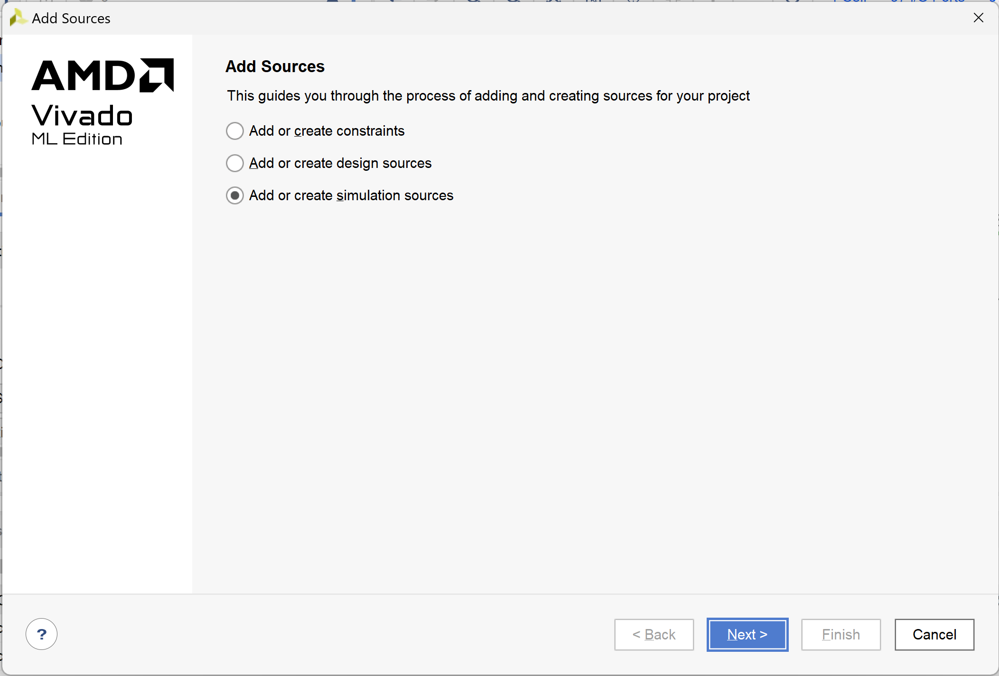 Add Sources
AMD
Vivado
ML Edition
Add Sources
This guides you through the process of adding and creating sources for your project
Add or create constraints
Add or create design sources
Add or create simulation sources
?
< Back
Next >
Finish
Cancel